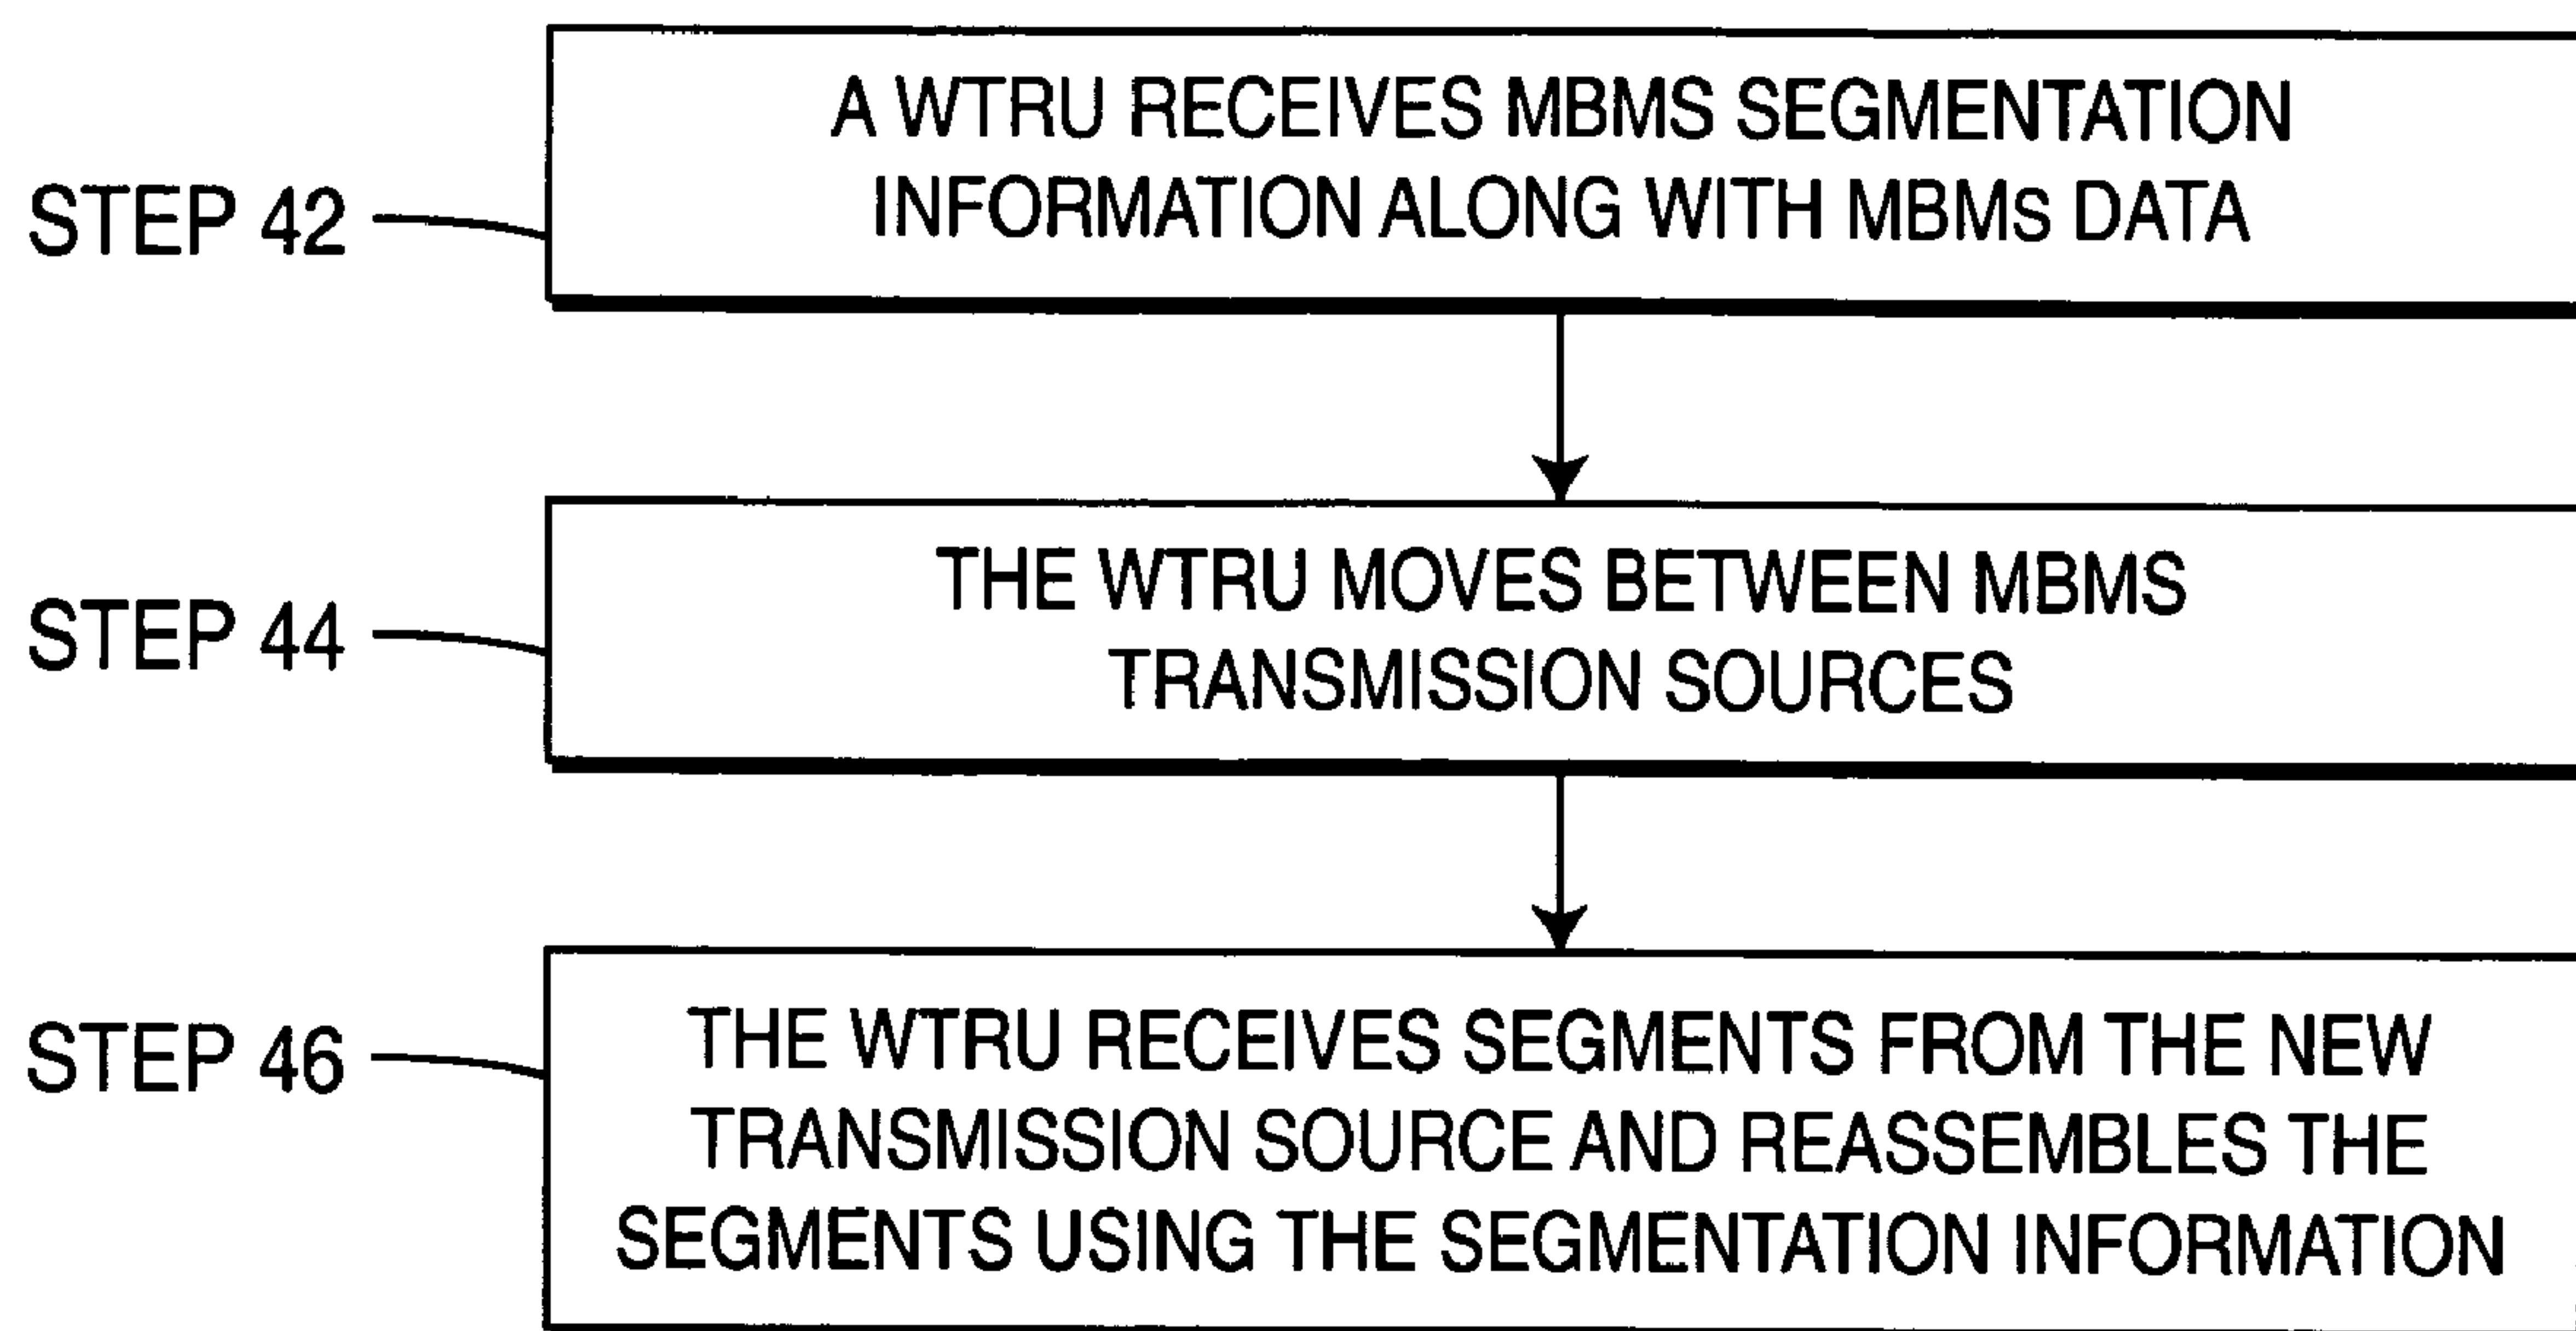 A WTRU RECEIVES MBMS SEGMENTATION
INFORMATION ALONG WITH MBMs DATA
STEP 42
THE WTRU MOVES BETWEEN MBMS
TRANSMISSION SOURCES
STEP 44
THE WTRU RECEIVES SEGMENTS FROM THE NEW
TRANSMISSION SOURCE AND REASSEMBLES THE
SEGMENTS USING THE SEGMENTATION INFORMATION
STEP 46